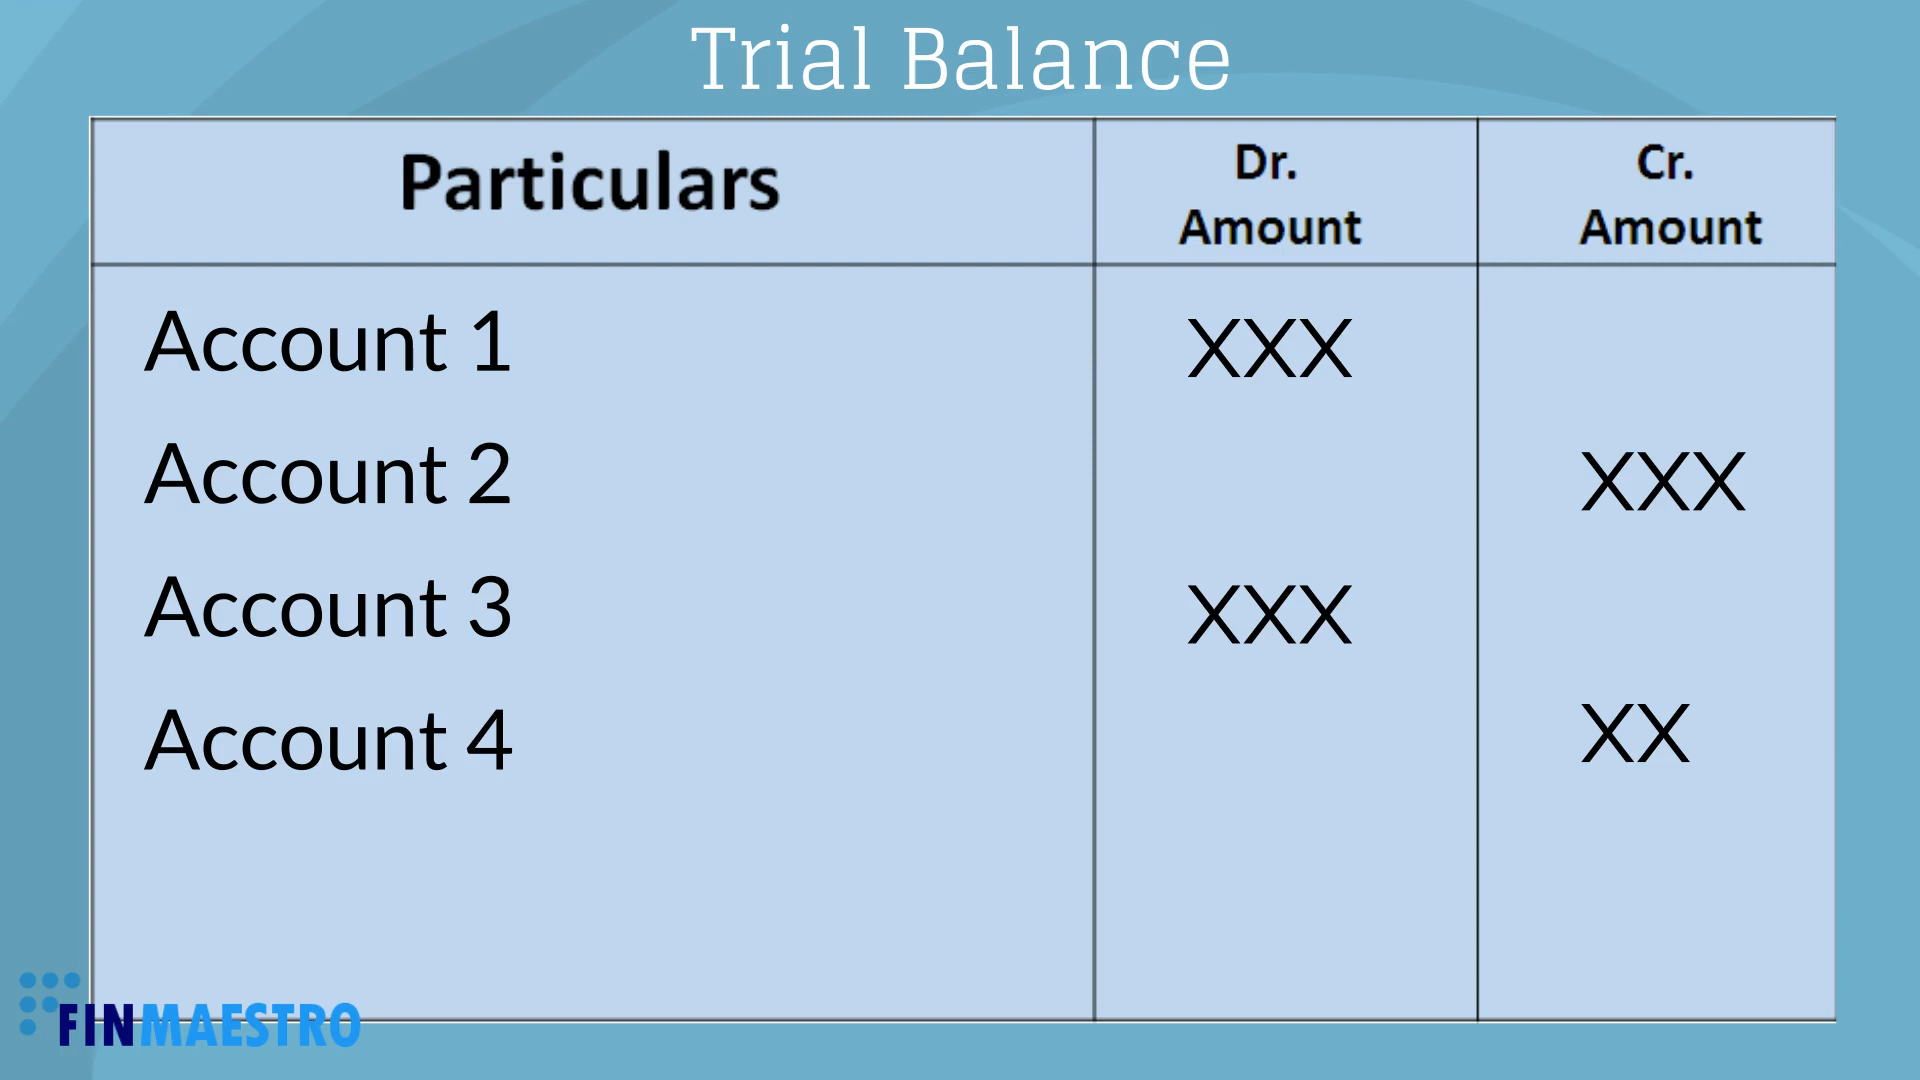 Trial Balance
Particulars
Dr.
Amount
Cr.
Amount
Account 1
XXX
Account 2
XXX
Account 3
XXX
Account 4
XX
FINMAESTRO